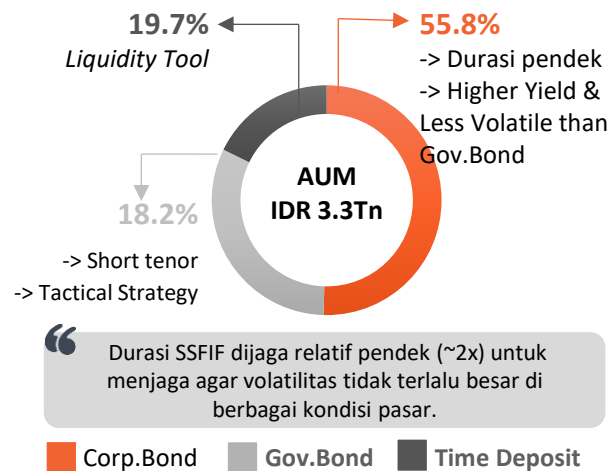 19.7%
Liquidity Tool
55.8%
-> Durasi pendek
-> Higher Yield &
Less Volatile than
Gov.Bond
AUM
IDR 3.3Tn
18.2%
-> Short tenor
-> Tactical Strategy
“
Durasi SSFIF dijaga relatif pendek (~2x) untuk
menjaga agar volatilitas tidak terlalu besar di
berbagai kondisi pasar.
Corp.Bond Gov.Bond Time Deposit